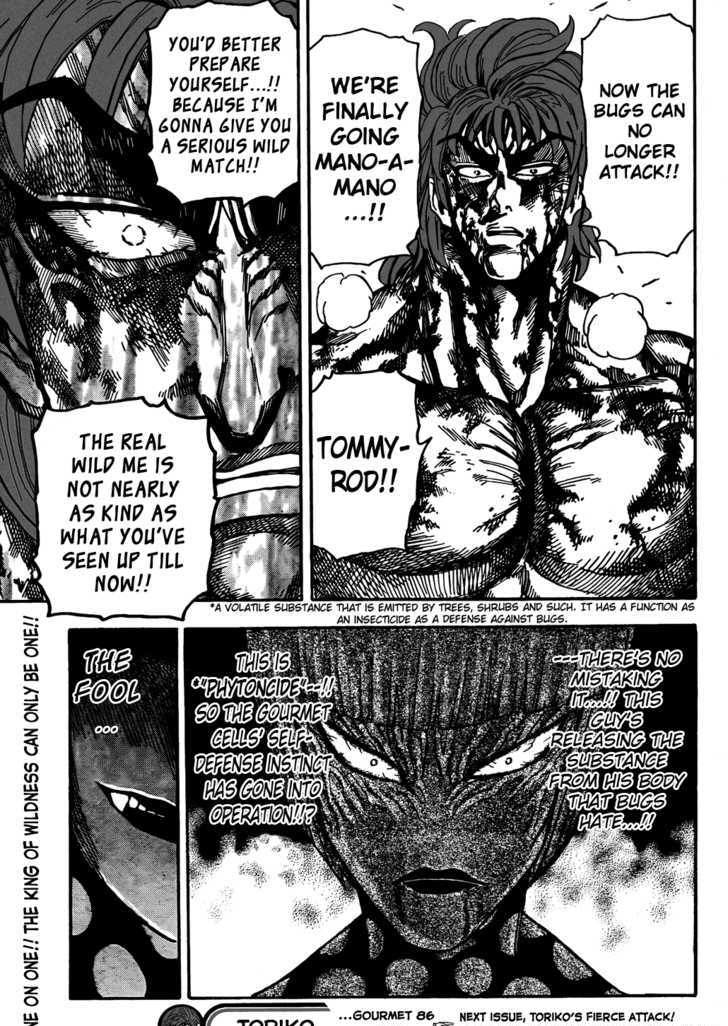 NOW THE
BUGS CAN
NO
LONGER
ATTACK!!
WE'RE
FINALLY
GOING
MANO-A-
MANO
...!!
TOMMY-
ROD!!
YOU'D BETTER
PREPARE
YOURSELF...!!
BECAUSE I'M
GONNA GIVE YOU
A SERIOUS WILD
MATCH!!
THE REAL
WILD ME IS
NOT NEARLY
AS KIND AS
WHAT YOU'VE
SEEN UP TILL
NOW!!
*A VOLATILE SUBSTANCE THAT IS EMITTED BY TREES, SHRUBS AND SUCH. IT HAS A FUNCTION AS
AN INSECTICIDE AS A DEFENSE AGAINST BUGS.
---THERE'S NO
MISTAKING
IT...!! THIS
GUY'S
RELEASING THE
SUBSTANCE
FROM HIS BODY
THAT BUGS
HATE...!!
THIS IS
*"PHYTONCIDE"--!!
SO THE GOURMET
CELLS' SELF-
DEFENSE INSTINCT
HAS GONE INTO
OPERATION!!?
THE
FOOL
...
ONE ON ONE!! THE KING OF WILDNESS CAN ONLY BE ONE!!
TORIKO
...GOURMET 86
NEXT ISSUE, TORIKO'S FIERCE ATTACK!